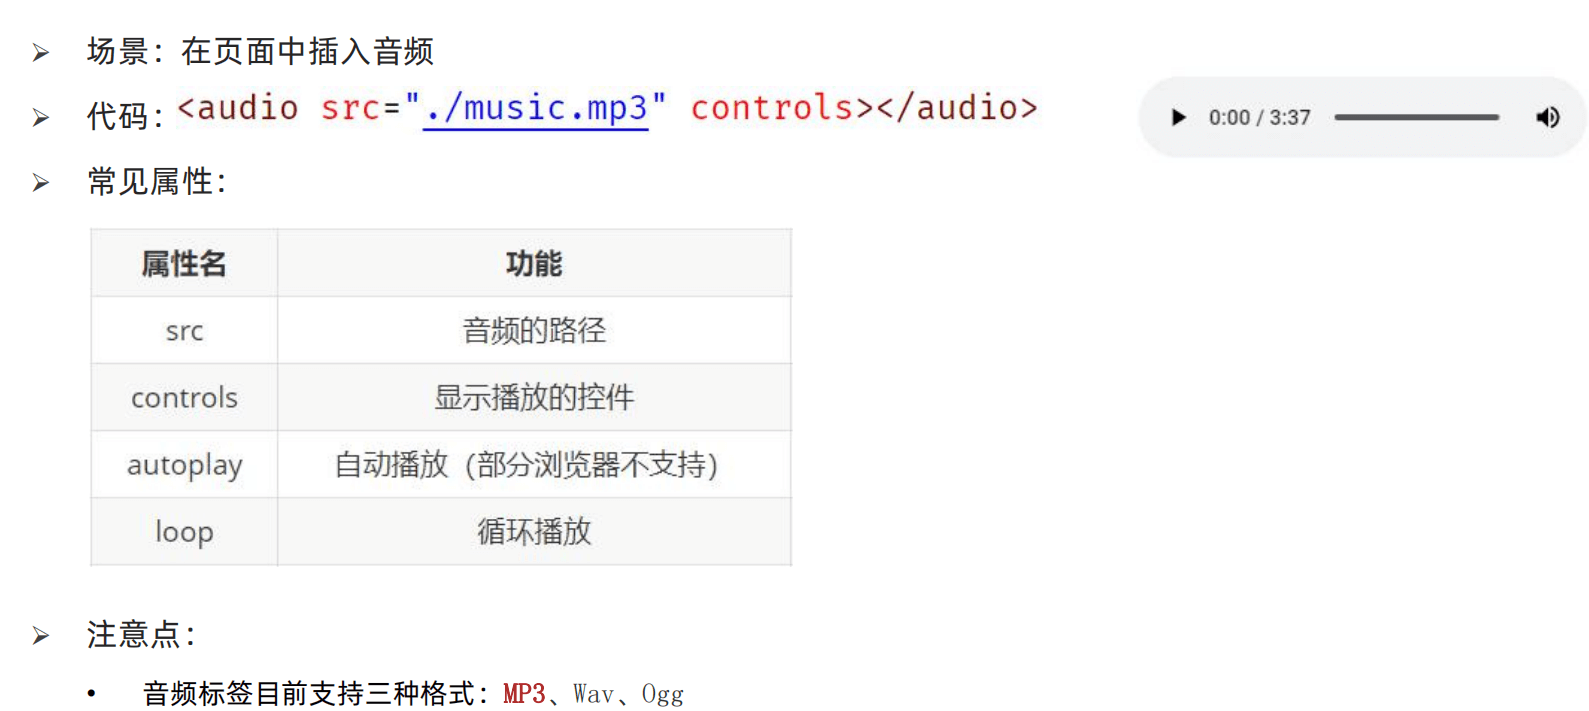 场景：在页面中插入音频
代码：<audio src="./music.mp3" controls></audio>
0:00 / 3:37
常见属性：
属性名 功能
src 音频的路径
controls 显示播放的控件
autoplay 自动播放（部分浏览器不支持）
loop 循环播放
注意点：
• 音频标签目前支持三种格式：MP3、Wav、Ogg